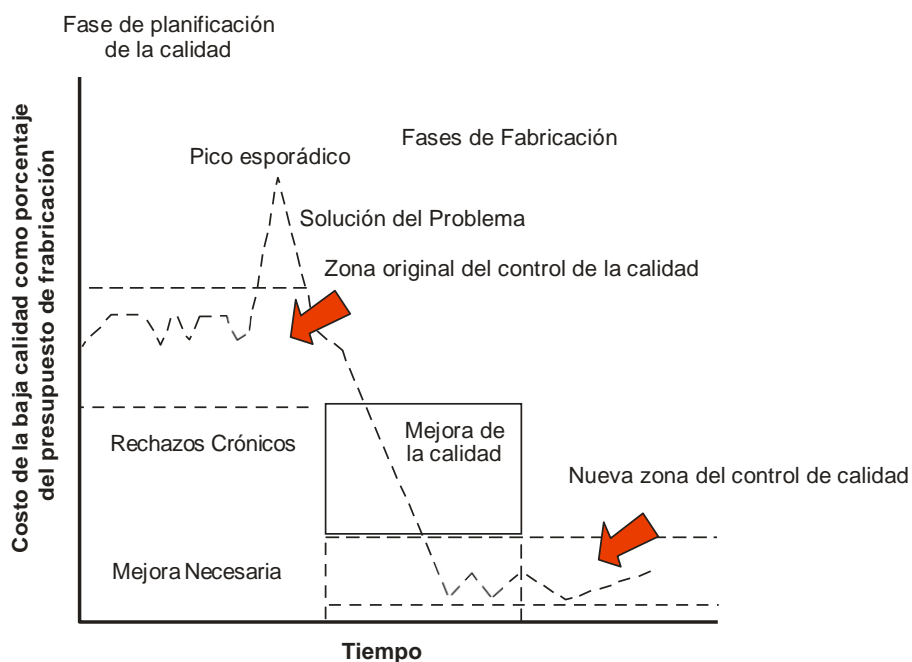 Fase de planificación
de la calidad
Fases de Fabricación
Pico esporádico
Solución del Problema
Zona original del control de la calidad
Costo de la baja calidad como porcentaje
del presupuesto de frabricación
Rechazos Crónicos
Mejora de
la calidad
Nueva zona del control de calidad
Mejora Necesaria
Tiempo